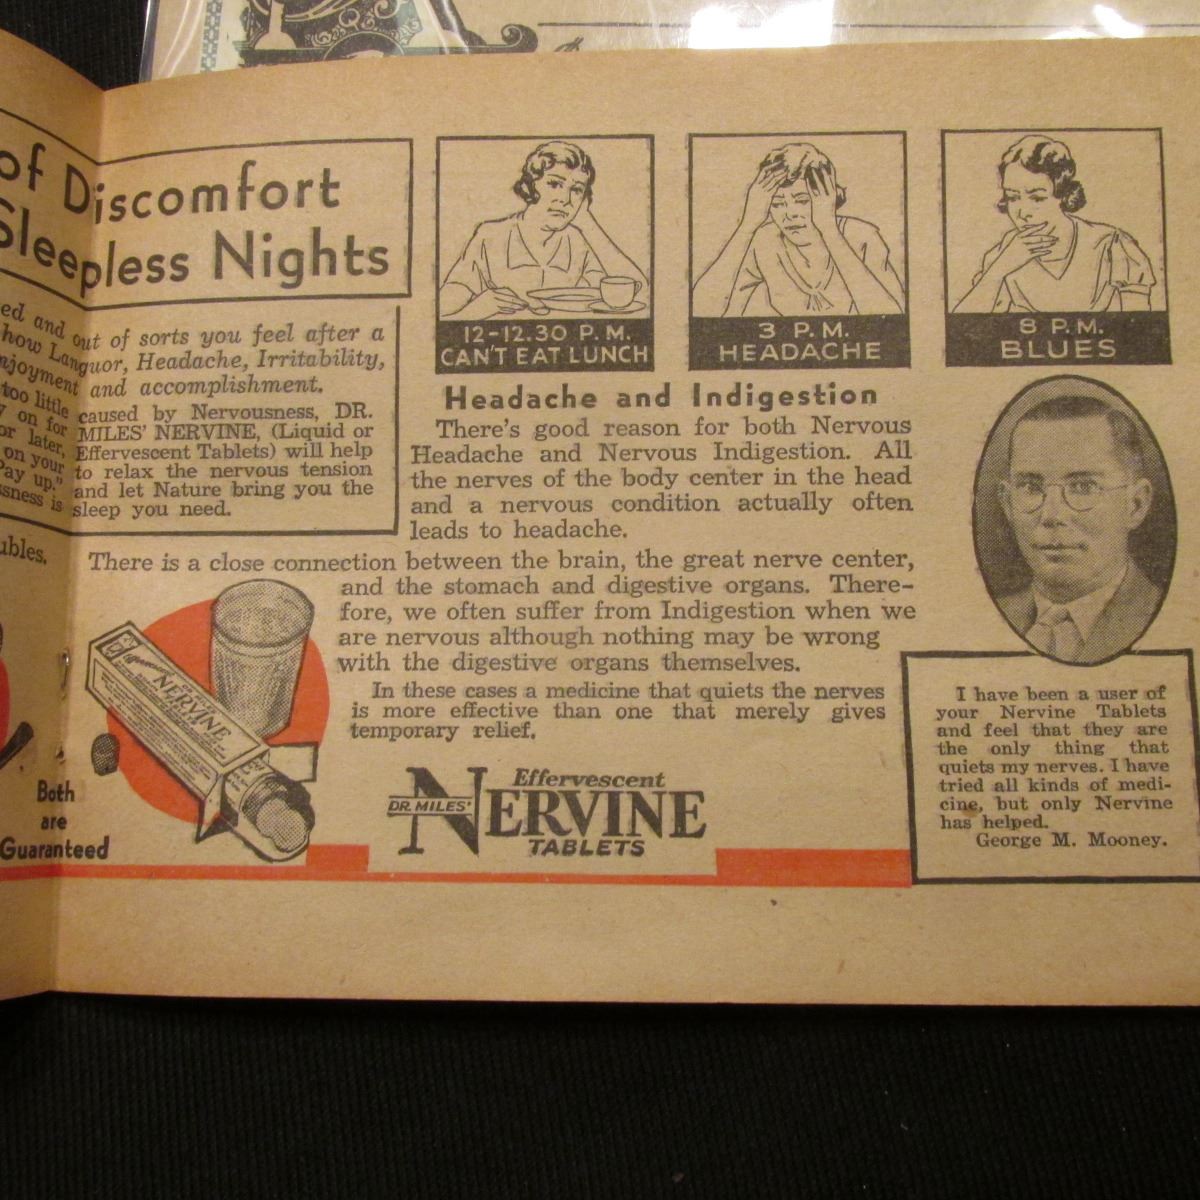 of Discomfort
Sleepless Nights
ed and out of sorts you feel after a
how Languor, Headache, Irritability,
njoyment and accomplishment.
too little caused by Nervousness, DR.
on for MILES' NERVINE, (Liquid or
or later, Effervescent Tablets) will help
on your to relax the nervous tension
Pay up." and let Nature bring you the
ssness is sleep you need.
ubles.
12-12.30 P.M.
CAN'T EAT LUNCH
3 P.M.
HEADACHE
8 P.M.
BLUES
Headache and Indigestion
There's good reason for both Nervous
Headache and Nervous Indigestion. All
the nerves of the body center in the head
and a nervous condition actually often
leads to headache.
There is a close connection between the brain, the great nerve center,
and the stomach and digestive organs. There-
fore, we often suffer from Indigestion when we
are nervous although nothing may be wrong
with the digestive organs themselves.
In these cases a medicine that quiets the nerves
is more effective than one that merely gives
temporary relief.
NERVINE
Both
are
Guaranteed
Effervescent
DR. MILES' NERVINE
TABLETS
I have been a user of
your Nervine Tablets
and feel that they are
the only thing that
quiets my nerves. I have
tried all kinds of medi-
cine, but only Nervine
has helped.
George M. Mooney.